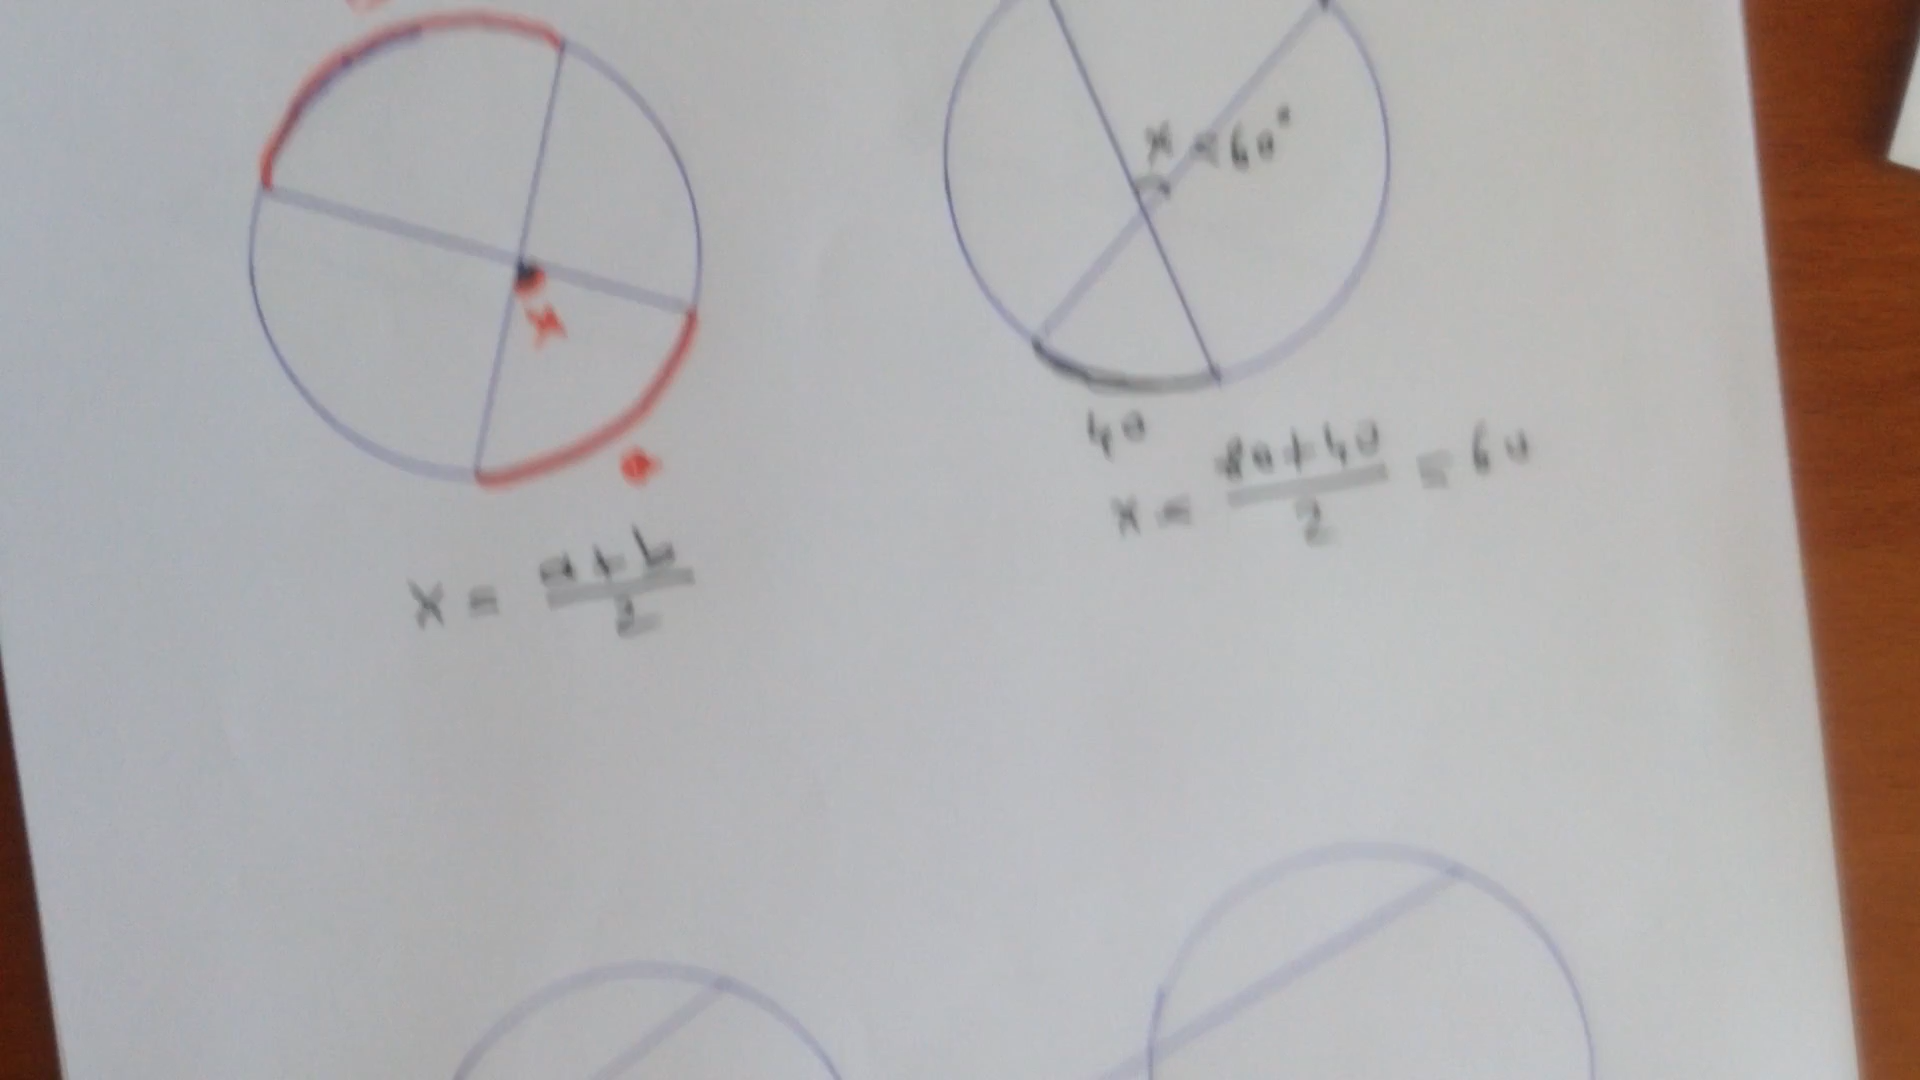 x
a
x = a+b / 2
x = 60°
40
x = 80+40 / 2 = 60